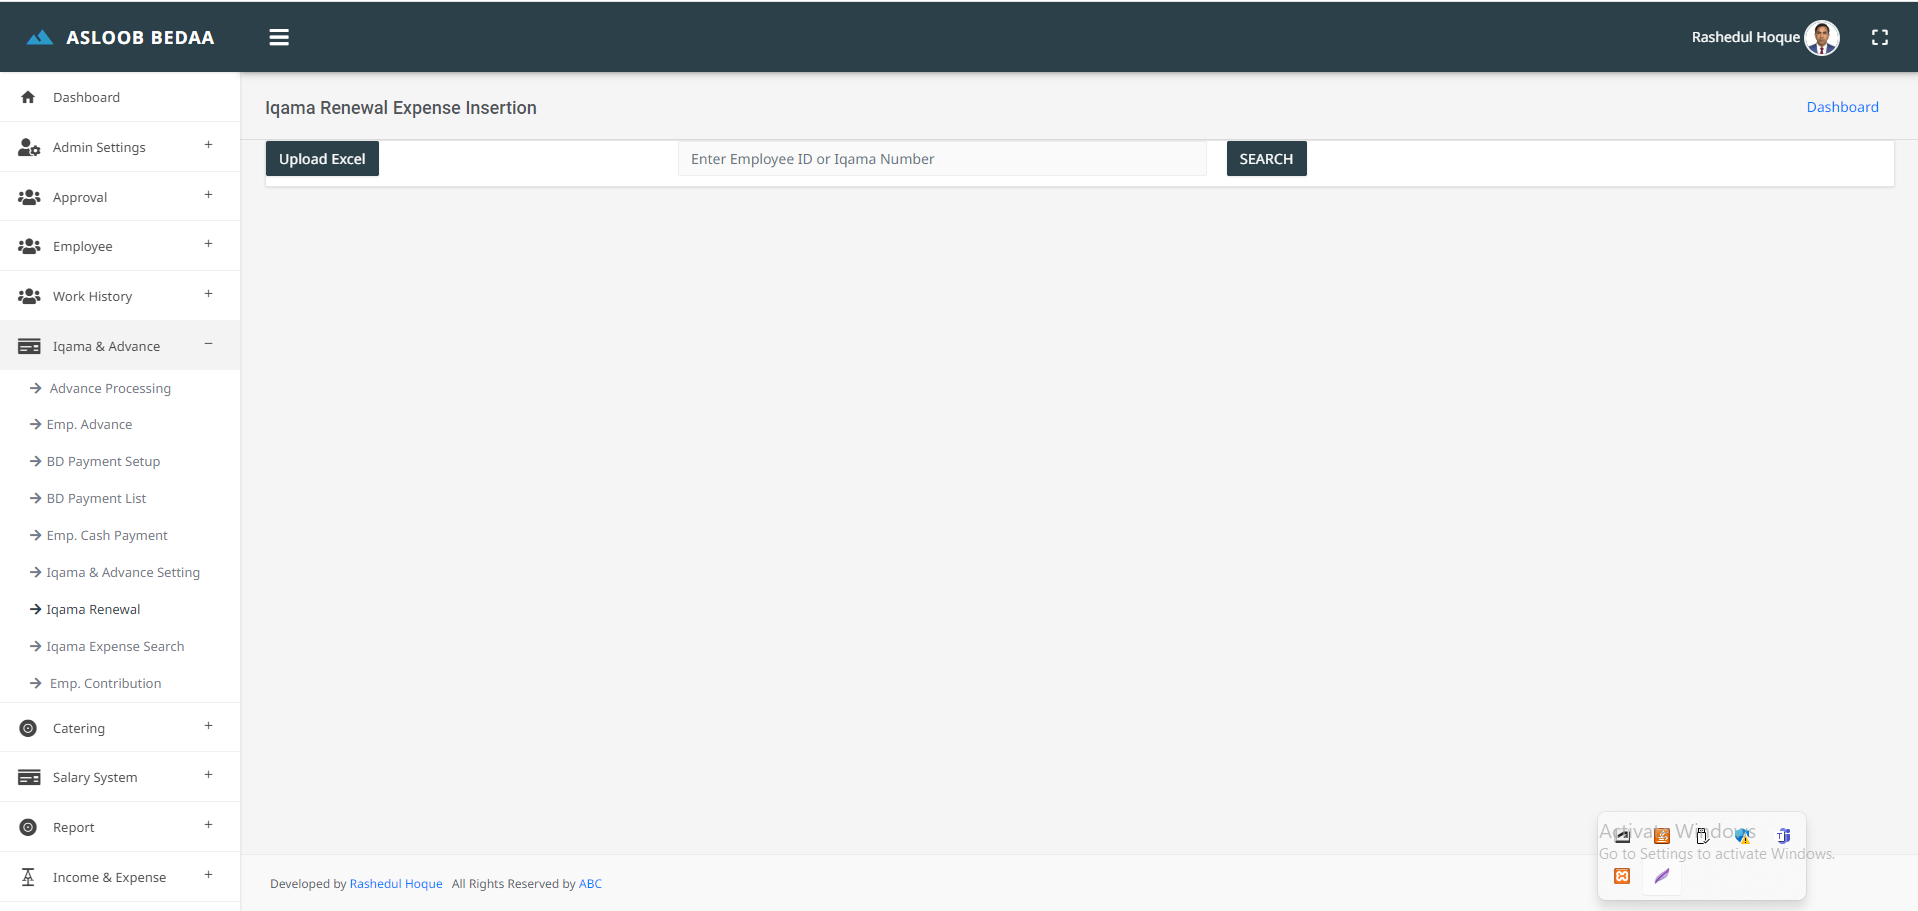 ASLOOB BEDAA
Rashedul Hoque
Dashboard
Admin Settings +
Approval +
Employee +
Work History +
Iqama & Advance −
Advance Processing
Emp. Advance
BD Payment Setup
BD Payment List
Emp. Cash Payment
Iqama & Advance Setting
Iqama Renewal
Iqama Expense Search
Emp. Contribution
Catering +
Salary System +
Report +
Income & Expense +
Iqama Renewal Expense Insertion
Dashboard
Upload Excel
Enter Employee ID or Iqama Number
SEARCH
Developed by Rashedul Hoque All Rights Reserved by ABC
Activate Windows
Go to Settings to activate Windows.